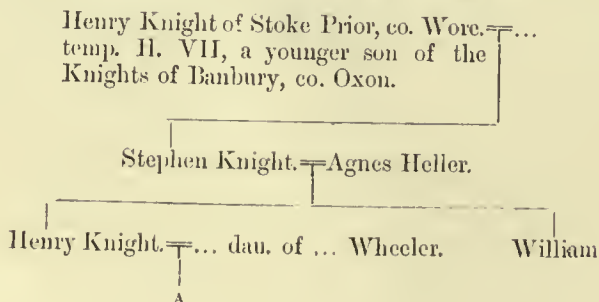 Henry Knight of Stoke Prior, co. Worc.=...
temp. H. VII, a younger son of the
Knights of Banbury, co. Oxon.
Stephen Knight.=Agnes Heller.
Henry Knight.=... dau. of ... Wheeler. William
A